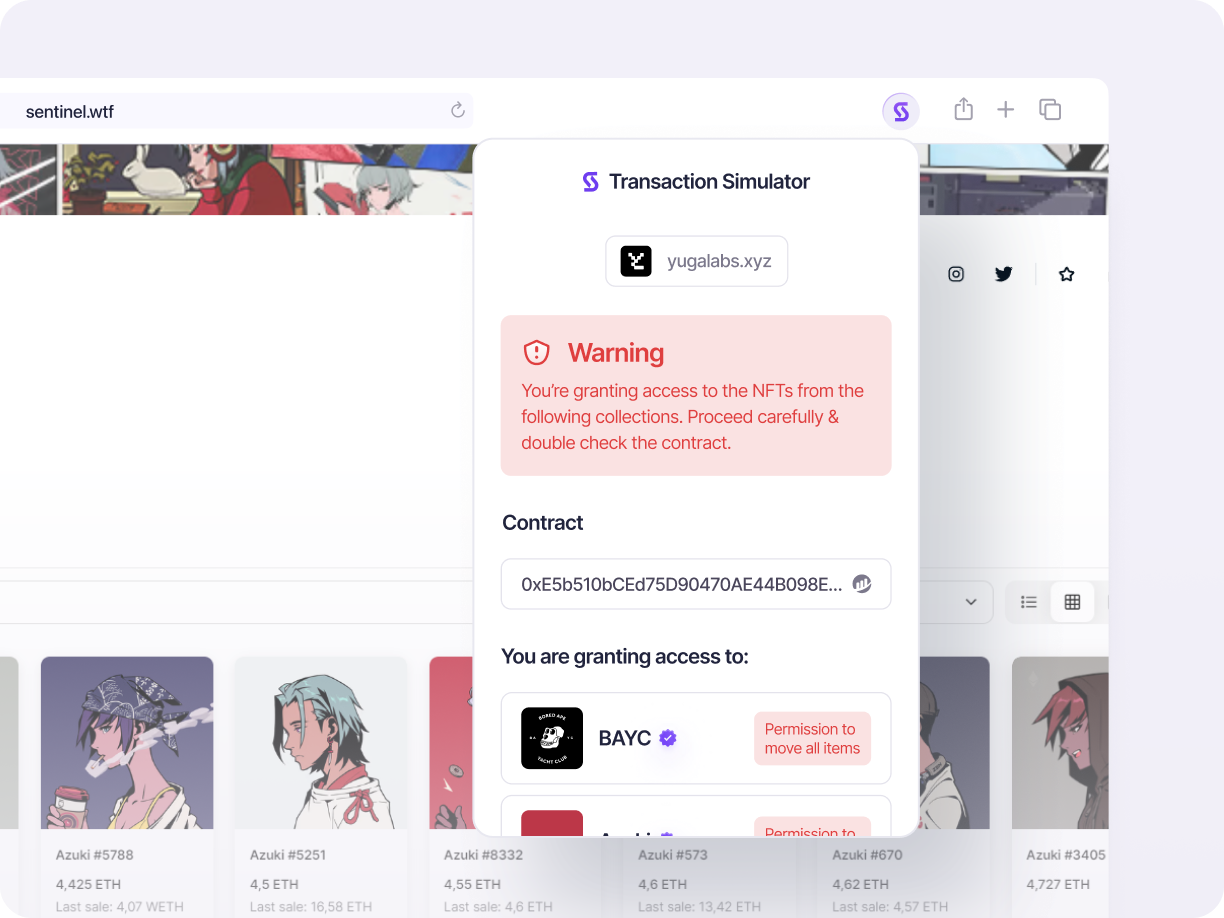 sentinel.wtf
Transaction Simulator
yugalabs.xyz
Warning
You’re granting access to the NFTs from the
following collections. Proceed carefully &
double check the contract.
Contract
0xE5b510bCEd75D90470AE44B098E...
You are granting access to:
BORED APE
YACHT CLUB
BAYC
Permission to
move all items
Permission to
Azuki #5788
4,425 ETH
Last sale: 4,07 WETH
Azuki #5251
4,5 ETH
Last sale: 16,58 ETH
Azuki #8332
4,55 ETH
Last sale: 4,6 ETH
Azuki #573
4,6 ETH
Last sale: 13,42 ETH
Azuki #670
4,62 ETH
Last sale: 4,57 ETH
Azuki #3405
4,727 ETH